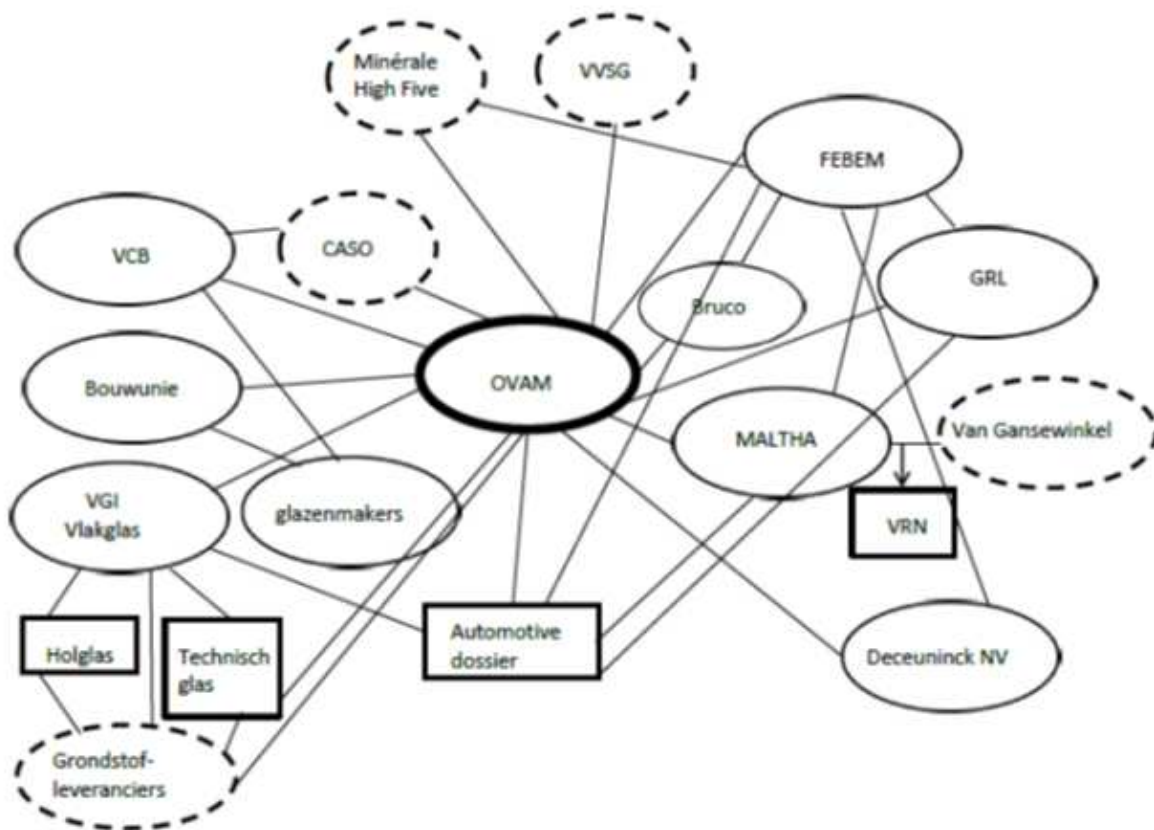 Minérale
High Five
VVSG
FEBEM
VCB
CASO
GRL
Bruco
OVAM
Bouwunie
MALTHA
Van Gansewinkel
VGI
Vlakglas
glazenmakers
VRN
Holglas
Technisch
glas
Automotive
dossier
Deceuninck NV
Grondstof-
leveranciers